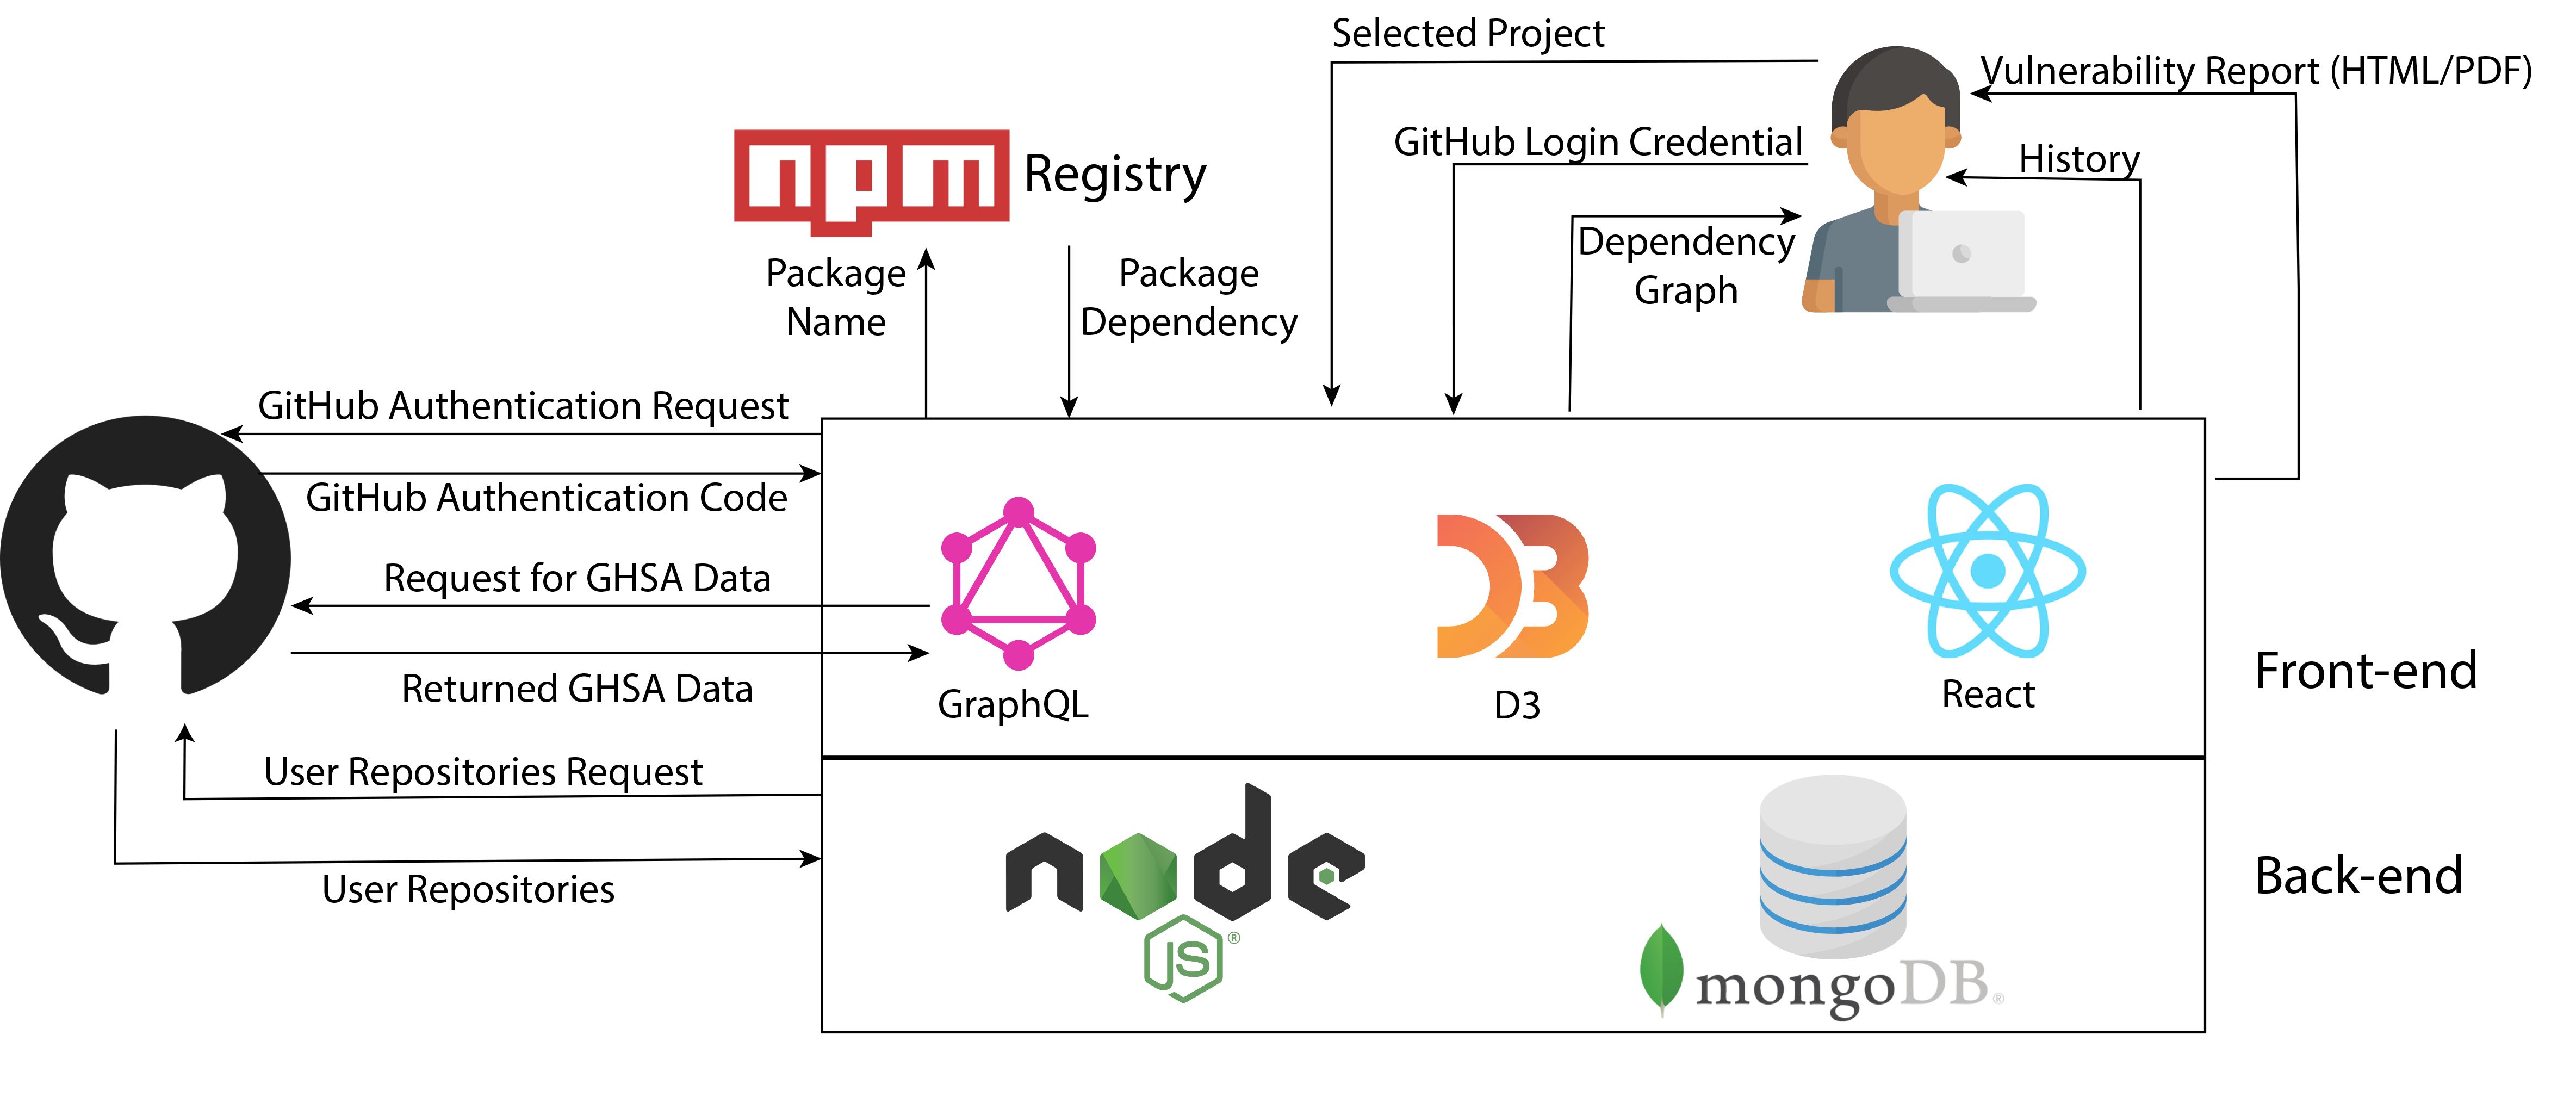 Selected Project
Vulnerability Report (HTML/PDF)
GitHub Login Credential
History
npm Registry
Dependency
Graph
Package
Name
Package
Dependency
GitHub Authentication Request
GitHub Authentication Code
Request for GHSA Data
Returned GHSA Data
GraphQL
D3
D3
React
Front-end
User Repositories Request
User Repositories
node
JS®
mongoDB®
Back-end